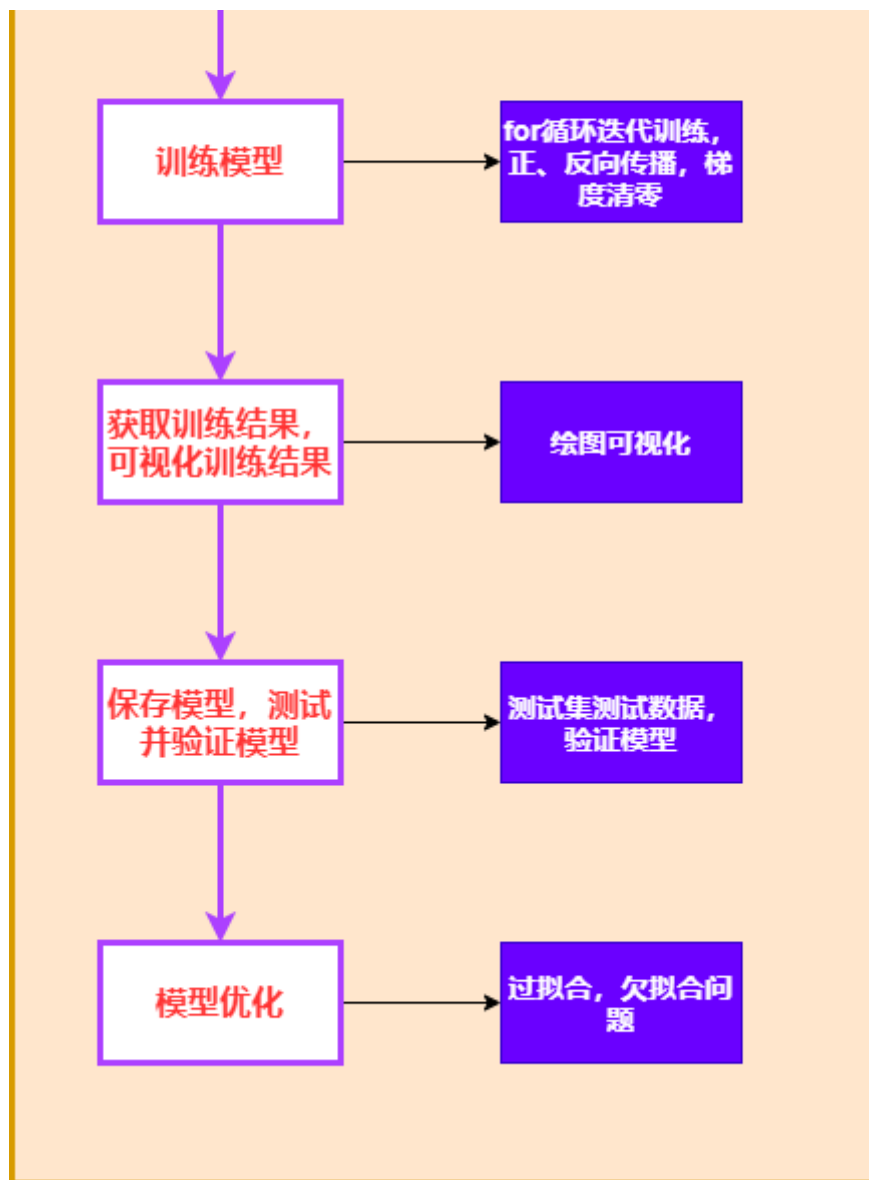 训练模型
for循环迭代训练，
正、反向传播，梯
度清零
获取训练结果，
可视化训练结果
绘图可视化
保存模型，测试
并验证模型
测试集测试数据，
验证模型
模型优化
过拟合，欠拟合问
题